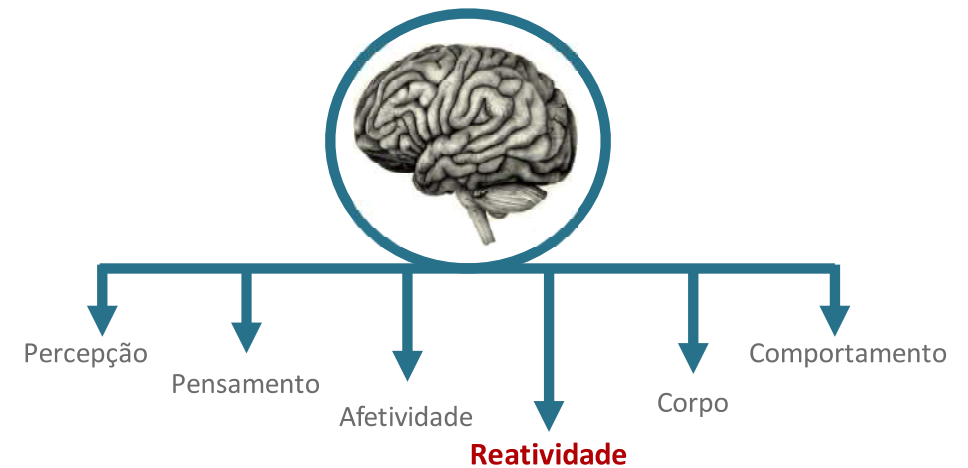 Percepção
Pensamento
Afetividade
Reatividade
Corpo
Comportamento